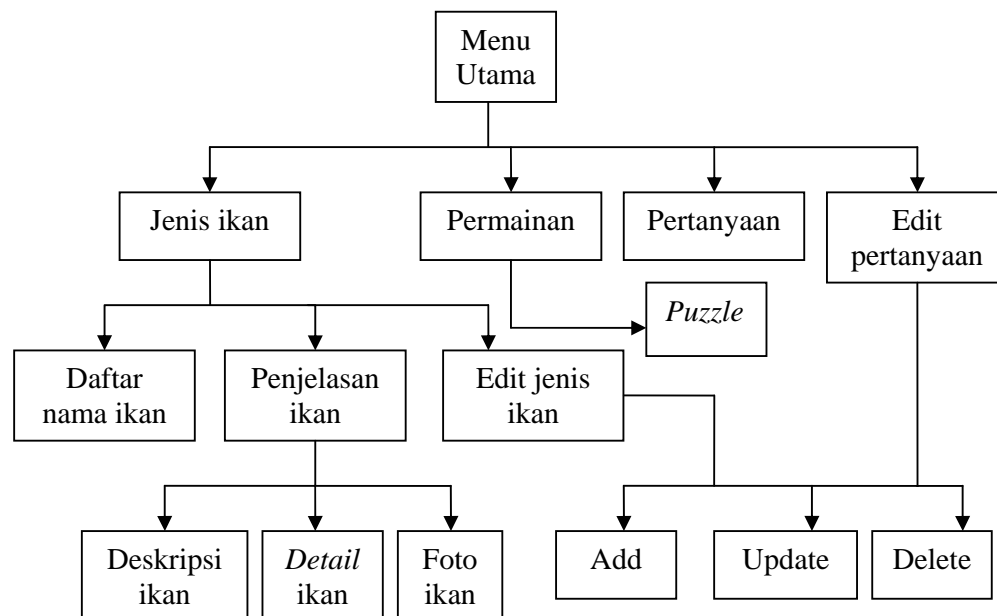 Menu
Utama
Jenis ikan
Permainan
Pertanyaan
Edit
pertanyaan
Puzzle
Daftar
nama ikan
Penjelasan
ikan
Edit jenis
ikan
Deskripsi
ikan
Detail
ikan
Foto
ikan
Add
Update
Delete